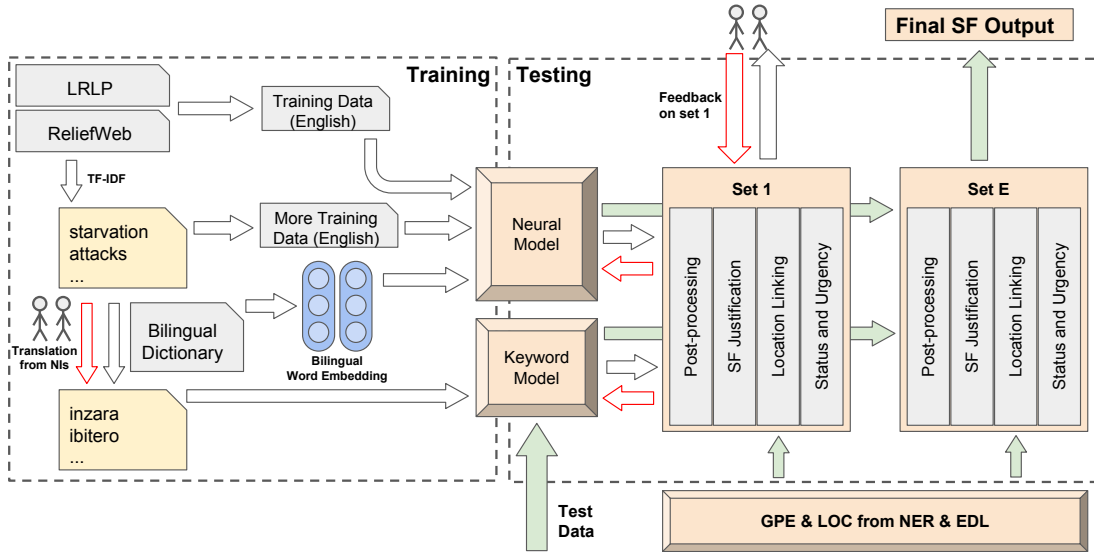 Final SF Output
Training
Testing
LRLP
ReliefWeb
Training Data
(English)
Feedback
on set 1
TF-IDF
starvation
attacks
...
More Training
Data (English)
Neural
Model
Set 1
Post-processing
SF Justification
Location Linking
Status and Urgency
Set E
Post-processing
SF Justification
Location Linking
Status and Urgency
Translation
from NIs
Bilingual
Dictionary
Bilingual
Word Embedding
Keyword
Model
inzara
ibitero
...
Test
Data
GPE & LOC from NER & EDL